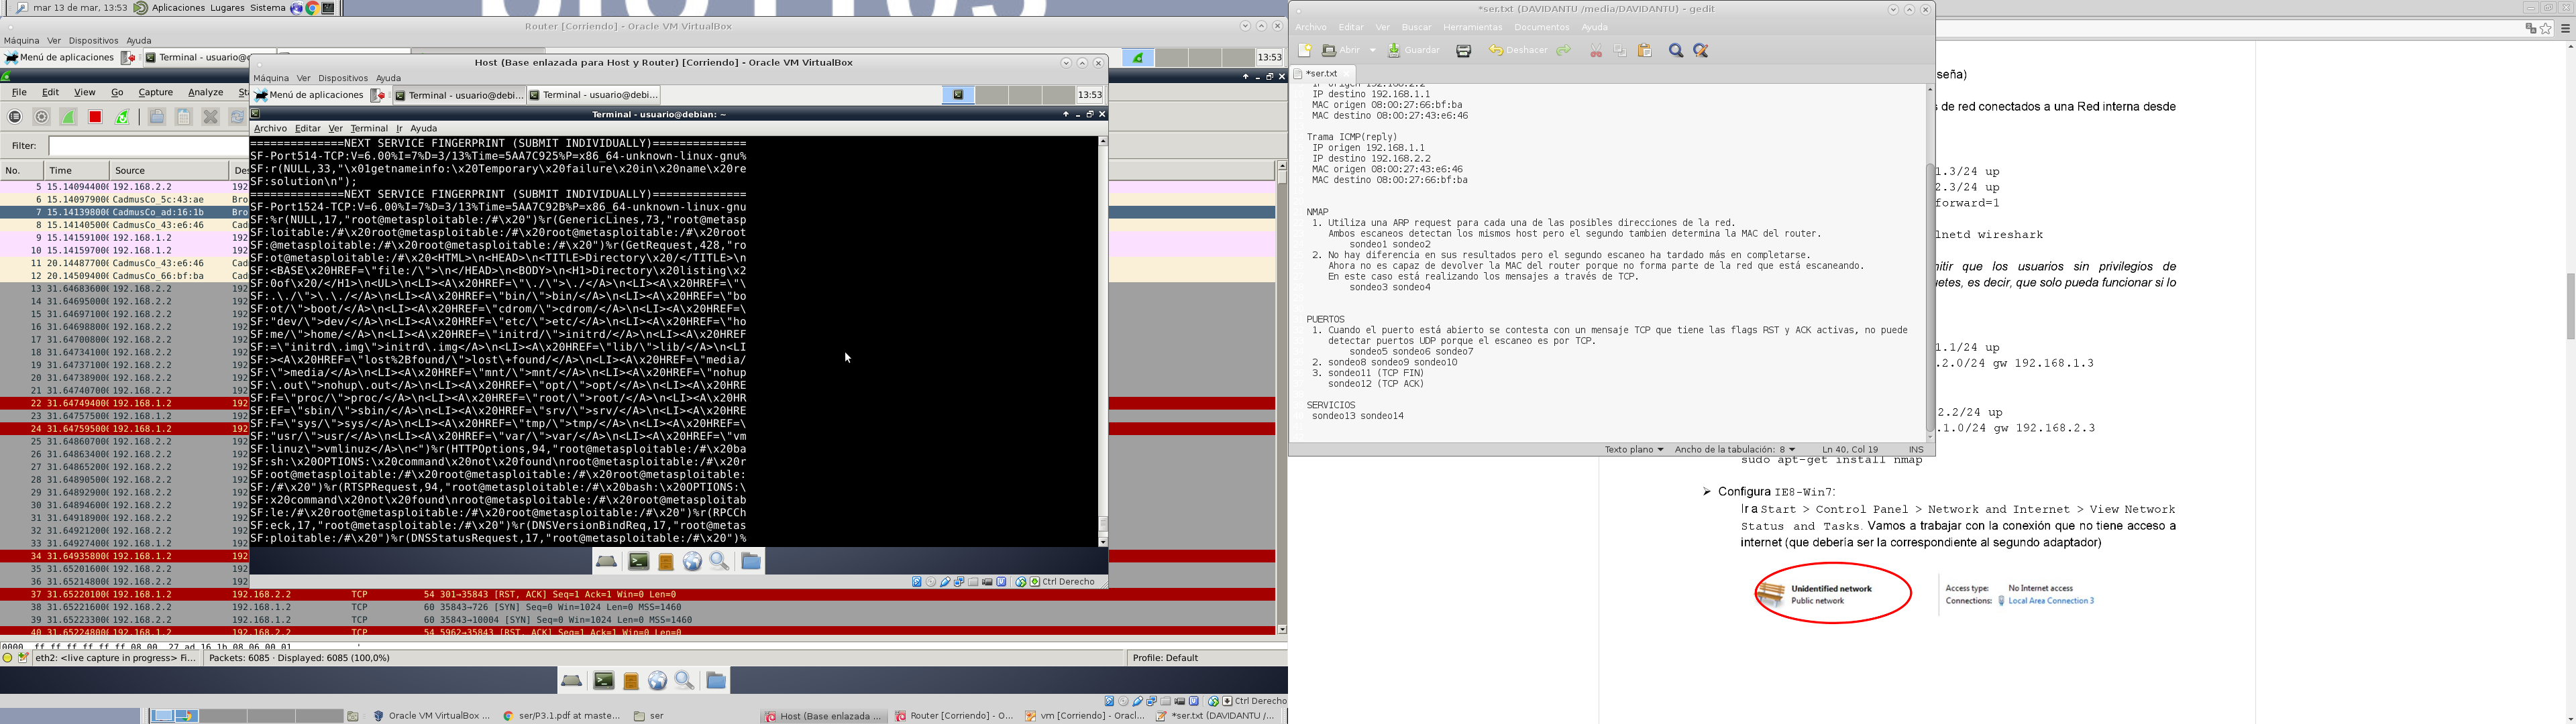 mar 13 de mar, 13:53
Aplicaciones Lugares Sistema
Router [Corriendo] - Oracle VM VirtualBox
Máquina Ver Dispositivos Ayuda
Menú de aplicaciones
Terminal - usuario@d
13:53
File Edit View Go Capture Analyze
Filter:
No. Time Source
5 15.14094400 192.168.2.2 192
6 15.14097900 CadmusCo_5c:43:ae Bro
7 15.14139800 CadmusCo_ad:16:1b Bro
8 15.14140500 CadmusCo_43:e6:46 Cad
9 15.14159100 192.168.1.2 192
10 15.14159700 192.168.1.2 192
11 20.14487700 CadmusCo_43:e6:46 Cad
12 20.14509400 CadmusCo_66:bf:ba Cad
13 31.64683600 192.168.2.2 192
14 31.64695000 192.168.2.2 192
15 31.64697100 192.168.2.2 192
16 31.64698800 192.168.2.2 192
17 31.64700800 192.168.2.2 192
18 31.64734100 192.168.2.2 192
19 31.64737100 192.168.2.2 192
20 31.64738900 192.168.2.2 192
21 31.64740700 192.168.2.2 192
22 31.64749400 192.168.1.2 192
23 31.64757500 192.168.2.2 192
24 31.64759500 192.168.1.2 192
25 31.64860700 192.168.2.2 192
26 31.64863400 192.168.2.2 192
27 31.64865200 192.168.2.2 192
28 31.64890500 192.168.2.2 192
29 31.64892900 192.168.2.2 192
30 31.64894600 192.168.2.2 192
31 31.64918900 192.168.2.2 192
32 31.64921200 192.168.2.2 192
33 31.64927400 192.168.2.2 192
34 31.64935800 192.168.1.2 192
35 31.65201600 192.168.2.2 192
36 31.65214800 192.168.2.2 192
37 31.65220100 192.168.1.2 192.168.2.2 TCP 54 301→35843 [RST, ACK] Seq=1 Ack=1 Win=0 Len=0
38 31.65221600 192.168.2.2 192.168.1.2 TCP 60 35843→726 [SYN] Seq=0 Win=1024 Len=0 MSS=1460
39 31.65223300 192.168.2.2 192.168.1.2 TCP 60 35843→10004 [SYN] Seq=0 Win=1024 Len=0 MSS=1460
40 31.65224800 192.168.1.2 192.168.2.2 TCP 54 5962→35843 [RST, ACK] Seq=1 Ack=1 Win=0 Len=0
0000 ff ff ff ff ff ff 08 00 27 ad 16 1b 08 06 00 01
eth2: <live capture in progress> Fi... Packets: 6085 · Displayed: 6085 (100,0%) Profile: Default
Ctrl Derecho
Host (Base enlazada para Host y Router) [Corriendo] - Oracle VM VirtualBox
Máquina Ver Dispositivos Ayuda
Menú de aplicaciones Terminal - usuario@debi... Terminal - usuario@debi... 13:53
Terminal - usuario@debian: ~
Archivo Editar Ver Terminal Ir Ayuda
==============NEXT SERVICE FINGERPRINT (SUBMIT INDIVIDUALLY)==============
SF-Port514-TCP:V=6.00%I=7%D=3/13%Time=5AA7C925%P=x86_64-unknown-linux-gnu%
SF:r(NULL,33,"\x01getnameinfo:\x20Temporary\x20failure\x20in\x20name\x20re
SF:solution\n");
==============NEXT SERVICE FINGERPRINT (SUBMIT INDIVIDUALLY)==============
SF-Port1524-TCP:V=6.00%I=7%D=3/13%Time=5AA7C92B%P=x86_64-unknown-linux-gnu
SF:%r(NULL,17,"root@metasploitable:/#\x20")%r(GenericLines,73,"root@metasp
SF:loitable:/#\x20root@metasploitable:/#\x20root@metasploitable:/#\x20root
SF:@metasploitable:/#\x20root@metasploitable:/#\x20")%r(GetRequest,428,"ro
SF:ot@metasploitable:/#\x20<HTML>\n<HEAD>\n<TITLE>Directory\x20/</TITLE>\n
SF:<BASE\x20HREF=\"file:/\">\n</HEAD>\n<BODY>\n<H1>Directory\x20listing\x2
SF:0of\x20/</H1>\n<UL>\n<LI><A\x20HREF=\"\./\">\./</A>\n<LI><A\x20HREF=\"\
SF:.\./\">\.\./</A>\n<LI><A\x20HREF=\"bin/\">bin/</A>\n<LI><A\x20HREF=\"bo
SF:ot/\">boot/</A>\n<LI><A\x20HREF=\"cdrom/\">cdrom/</A>\n<LI><A\x20HREF=\
SF:"dev/\">dev/</A>\n<LI><A\x20HREF=\"etc/\">etc/</A>\n<LI><A\x20HREF=\"ho
SF:me/\">home/</A>\n<LI><A\x20HREF=\"initrd/\">initrd/</A>\n<LI><A\x20HREF
SF:=\"initrd\.img\">initrd\.img</A>\n<LI><A\x20HREF=\"lib/\">lib/</A>\n<LI
SF:><A\x20HREF=\"lost%2Bfound/\">lost\+found/</A>\n<LI><A\x20HREF=\"media/
SF:\">media/</A>\n<LI><A\x20HREF=\"mnt/\">mnt/</A>\n<LI><A\x20HREF=\"nohup
SF:\.out\">nohup\.out</A>\n<LI><A\x20HREF=\"opt/\">opt/</A>\n<LI><A\x20HRE
SF:F=\"proc/\">proc/</A>\n<LI><A\x20HREF=\"root/\">root/</A>\n<LI><A\x20HR
SF:EF=\"sbin/\">sbin/</A>\n<LI><A\x20HREF=\"srv/\">srv/</A>\n<LI><A\x20HRE
SF:F=\"sys/\">sys/</A>\n<LI><A\x20HREF=\"tmp/\">tmp/</A>\n<LI><A\x20HREF=\
SF:"usr/\">usr/</A>\n<LI><A\x20HREF=\"var/\">var/</A>\n<LI><A\x20HREF=\"vm
SF:linuz\">vmlinuz</A>\n<")%r(HTTPOptions,94,"root@metasploitable:/#\x20ba
SF:sh:\x20OPTIONS:\x20command\x20not\x20found\nroot@metasploitable:/#\x20r
SF:oot@metasploitable:/#\x20root@metasploitable:/#\x20root@metasploitable:
SF:/#\x20")%r(RTSPRequest,94,"root@metasploitable:/#\x20bash:\x20OPTIONS:\
SF:x20command\x20not\x20found\nroot@metasploitable:/#\x20root@metasploitab
SF:le:/#\x20root@metasploitable:/#\x20root@metasploitable:/#\x20")%r(RPCCh
SF:eck,17,"root@metasploitable:/#\x20")%r(DNSVersionBindReq,17,"root@metas
SF:ploitable:/#\x20")%r(DNSStatusRequest,17,"root@metasploitable:/#\x20")%
Ctrl Derecho
*ser.txt (DAVIDANTU /media/DAVIDANTU) - gedit
Archivo Editar Ver Buscar Herramientas Documentos Ayuda
Abrir Guardar Deshacer
*ser.txt
IP origen 192.168.2.2
IP destino 192.168.1.1
MAC origen 08:00:27:66:bf:ba
MAC destino 08:00:27:43:e6:46
Trama ICMP(reply)
IP origen 192.168.1.1
IP destino 192.168.2.2
MAC origen 08:00:27:43:e6:46
MAC destino 08:00:27:66:bf:ba
NMAP
1. Utiliza una ARP request para cada una de las posibles direcciones de la red.
Ambos escaneos detectan los mismos host pero el segundo tambien determina la MAC del router.
sondeo1 sondeo2
2. No hay diferencia en sus resultados pero el segundo escaneo ha tardado más en completarse.
Ahora no es capaz de devolver la MAC del router porque no forma parte de la red que está escaneando.
En este caso está realizando los mensajes a través de TCP.
sondeo3 sondeo4
PUERTOS
1. Cuando el puerto está abierto se contesta con un mensaje TCP que tiene las flags RST y ACK activas, no puede
detectar puertos UDP porque el escaneo es por TCP.
sondeo5 sondeo6 sondeo7
2. sondeo8 sondeo9 sondeo10
3. sondeo11 (TCP FIN)
sondeo12 (TCP ACK)
SERVICIOS
sondeo13 sondeo14
Texto plano Ancho de la tabulación: 8 Ln 40, Col 19 INS
seña)
s de red conectados a una Red interna desde
1.3/24 up
2.3/24 up
forward=1
lnetd wireshark
nitir que los usuarios sin privilegios de
uetes, es decir, que solo pueda funcionar si lo
1.1/24 up
.2.0/24 gw 192.168.1.3
2.2/24 up
.1.0/24 gw 192.168.2.3
sudo apt-get install nmap
➢ Configura IE8-Win7:
Ir a Start > Control Panel > Network and Internet > View Network
Status and Tasks. Vamos a trabajar con la conexión que no tiene acceso a
internet (que debería ser la correspondiente al segundo adaptador)
Unidentified network
Public network
Access type: No Internet access
Connections: Local Area Connection 3
Oracle VM VirtualBox ... ser/P3.1.pdf at maste... ser Host (Base enlazada ... Router [Corriendo] - O... vm [Corriendo] - Oracl... *ser.txt (DAVIDANTU /...